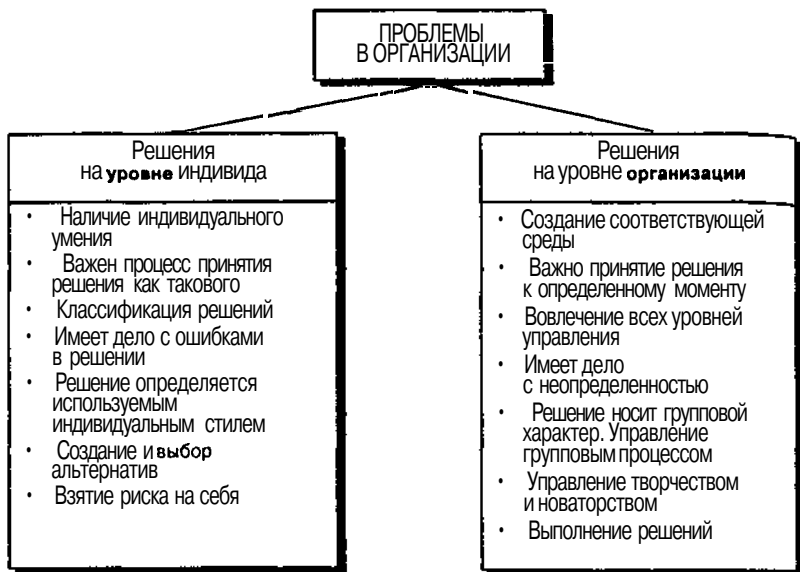 ПРОБЛЕМЫ
В ОРГАНИЗАЦИИ
Решения
на уровне индивида
• Наличие индивидуального
умения
• Важен процесс принятия
решения как такового
• Классификация решений
• Имеет дело с ошибками
в решении
• Решение определяется
используемым
индивидуальным стилем
• Создание и выбор
альтернатив
• Взятие риска на себя
Решения
на уровне организации
• Создание соответствующей
среды
• Важно принятие решения
к определенному моменту
• Вовлечение всех уровней
управления
• Имеет дело
с неопределенностью
• Решение носит групповой
характер. Управление
групповым процессом
• Управление творчеством
и новаторством
• Выполнение решений